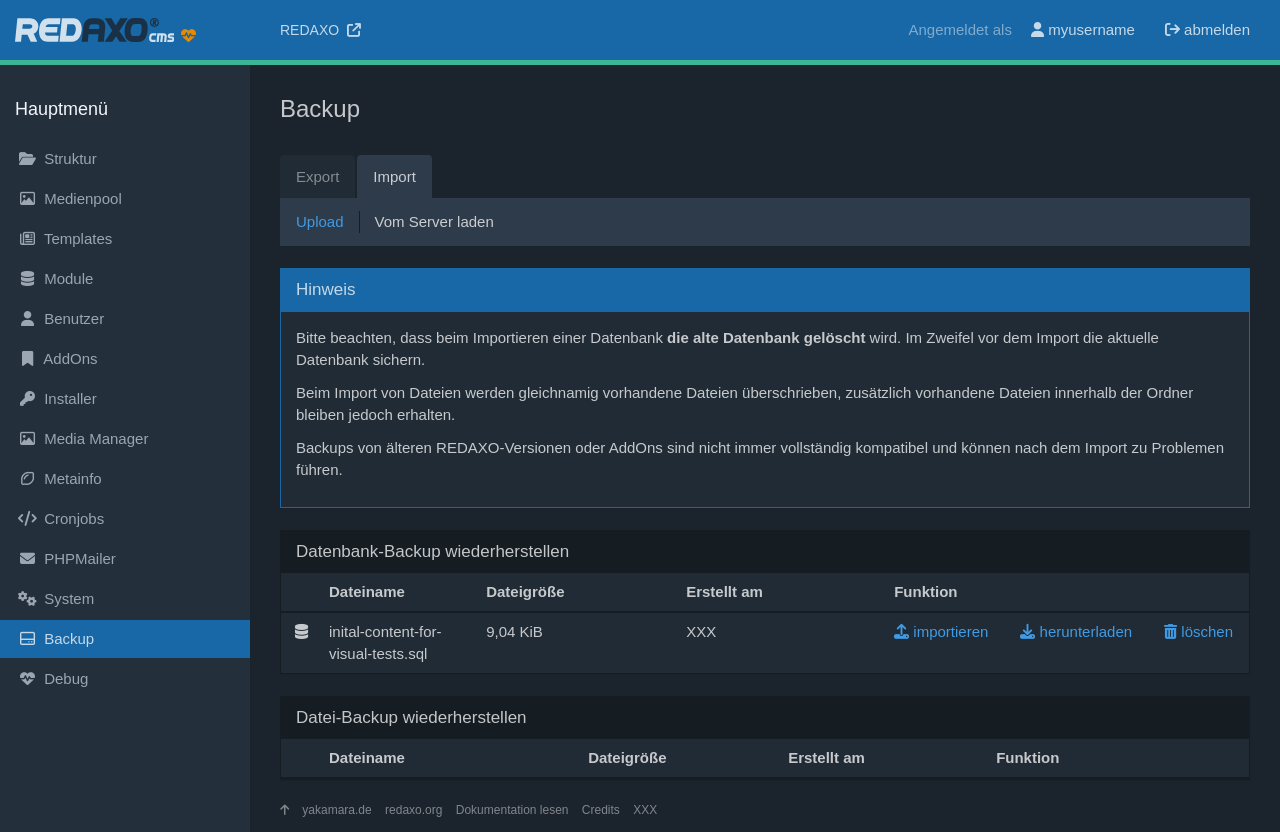 REDAXO® cms
REDAXO
Angemeldet als myusername abmelden
Hauptmenü
Struktur
Medienpool
Templates
Module
Benutzer
AddOns
Installer
Media Manager
Metainfo
Cronjobs
PHPMailer
System
Backup
Debug
Backup
Export Import
Upload Vom Server laden
Hinweis
Bitte beachten, dass beim Importieren einer Datenbank die alte Datenbank gelöscht wird. Im Zweifel vor dem Import die aktuelle
Datenbank sichern.
Beim Import von Dateien werden gleichnamig vorhandene Dateien überschrieben, zusätzlich vorhandene Dateien innerhalb der Ordner
bleiben jedoch erhalten.
Backups von älteren REDAXO-Versionen oder AddOns sind nicht immer vollständig kompatibel und können nach dem Import zu Problemen
führen.
Datenbank-Backup wiederherstellen
Dateiname Dateigröße Erstellt am Funktion
inital-content-for- 9,04 KiB XXX importieren herunterladen löschen
visual-tests.sql
Datei-Backup wiederherstellen
Dateiname Dateigröße Erstellt am Funktion
yakamara.de redaxo.org Dokumentation lesen Credits XXX